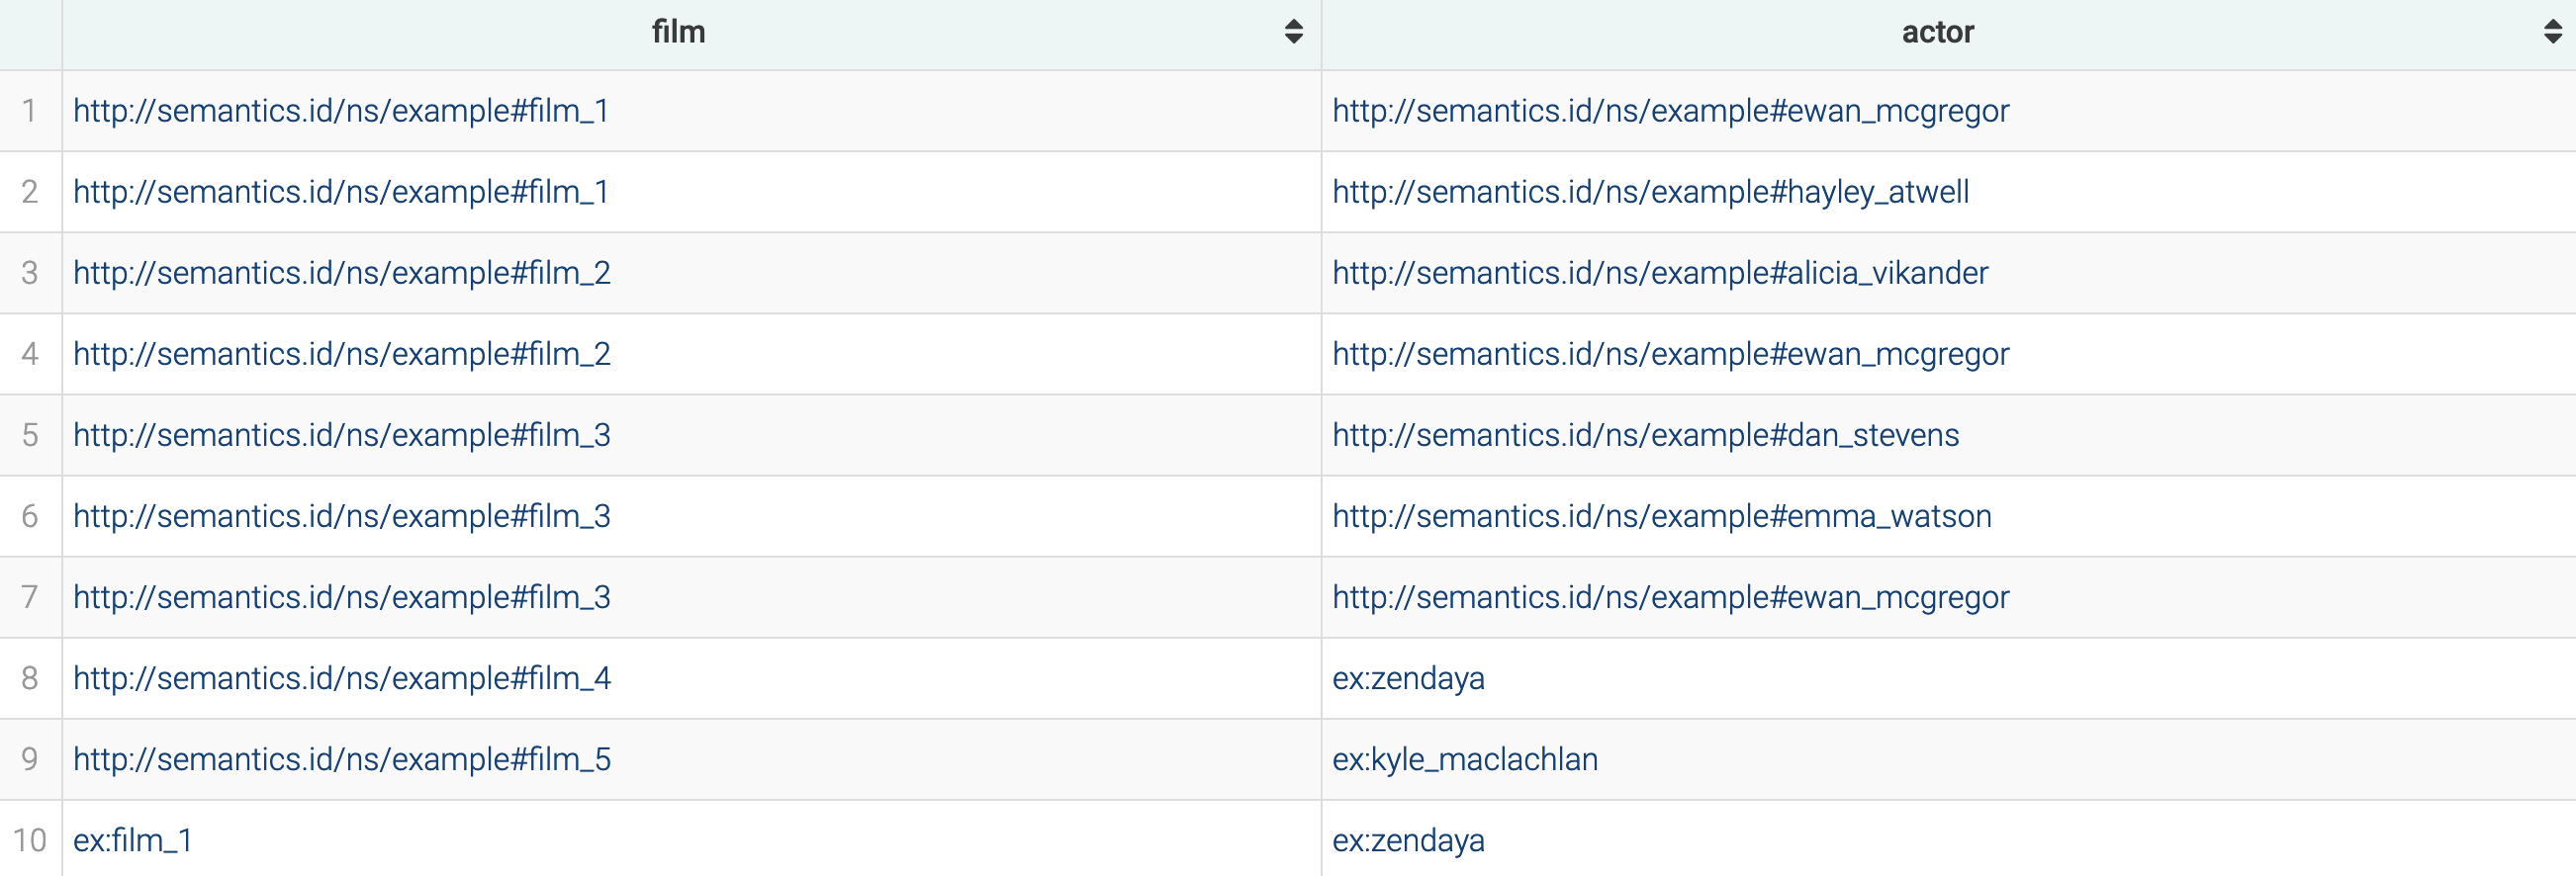 film actor
1 http://semantics.id/ns/example#film_1 http://semantics.id/ns/example#ewan_mcgregor
2 http://semantics.id/ns/example#film_1 http://semantics.id/ns/example#hayley_atwell
3 http://semantics.id/ns/example#film_2 http://semantics.id/ns/example#alicia_vikander
4 http://semantics.id/ns/example#film_2 http://semantics.id/ns/example#ewan_mcgregor
5 http://semantics.id/ns/example#film_3 http://semantics.id/ns/example#dan_stevens
6 http://semantics.id/ns/example#film_3 http://semantics.id/ns/example#emma_watson
7 http://semantics.id/ns/example#film_3 http://semantics.id/ns/example#ewan_mcgregor
8 http://semantics.id/ns/example#film_4 ex:zendaya
9 http://semantics.id/ns/example#film_5 ex:kyle_maclachlan
10 ex:film_1 ex:zendaya